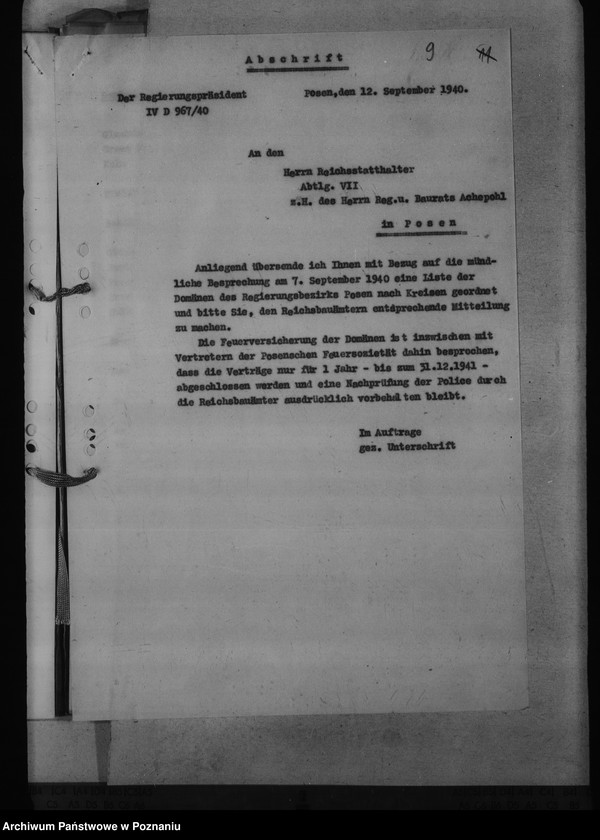 9 11
Abschrift
Der Regierungspräsident
Posen, den 12. September 1940.
IV D 967/40
An den
Herrn Reichsstatthalter
Abtlg. VII
z.H. des Herrn Reg.u. Baurats Achepohl
in Posen
Anliegend übersende ich Ihnen mit Bezug auf die münd-
liche Besprechung am 7. September 1940 eine Liste der
Domänen des Regierungsbezirks Posen nach Kreisen geordnet
und bitte Sie, den Reichsbauämtern entsprechende Mitteilung
zu machen.
Die Feuerversicherung der Domänen ist inzwischen mit
Vertretern der Posenschen Feuersozietät dahin besprochen,
dass die Verträge nur für 1 Jahr - bis zum 31.12.1941 -
abgeschlossen werden und eine Nachprüfung der Police durch
die Reichsbauämter ausdrücklich vorbehalten bleibt.
Im Auftrage
gez. Unterschrift
Archiwum Państwowe w Poznaniu